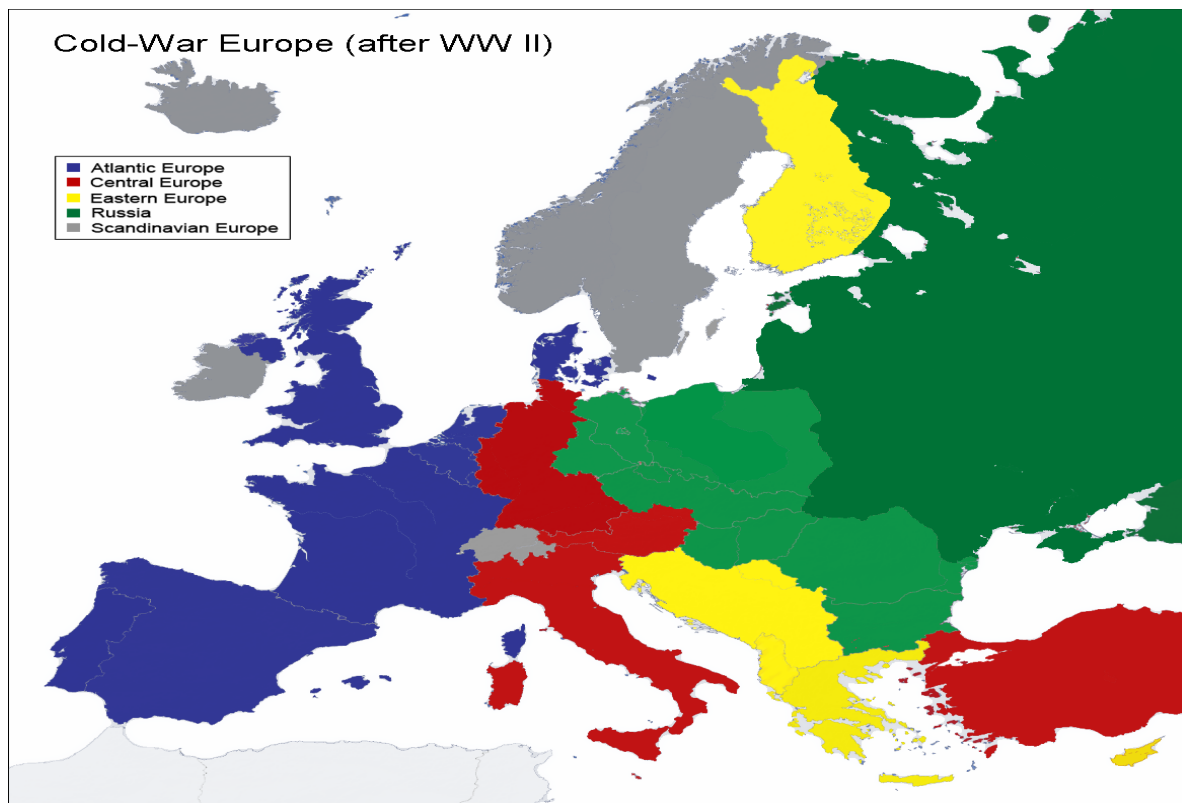 Cold-War Europe (after WW II)
Atlantic Europe
Central Europe
Eastern Europe
Russia
Scandinavian Europe